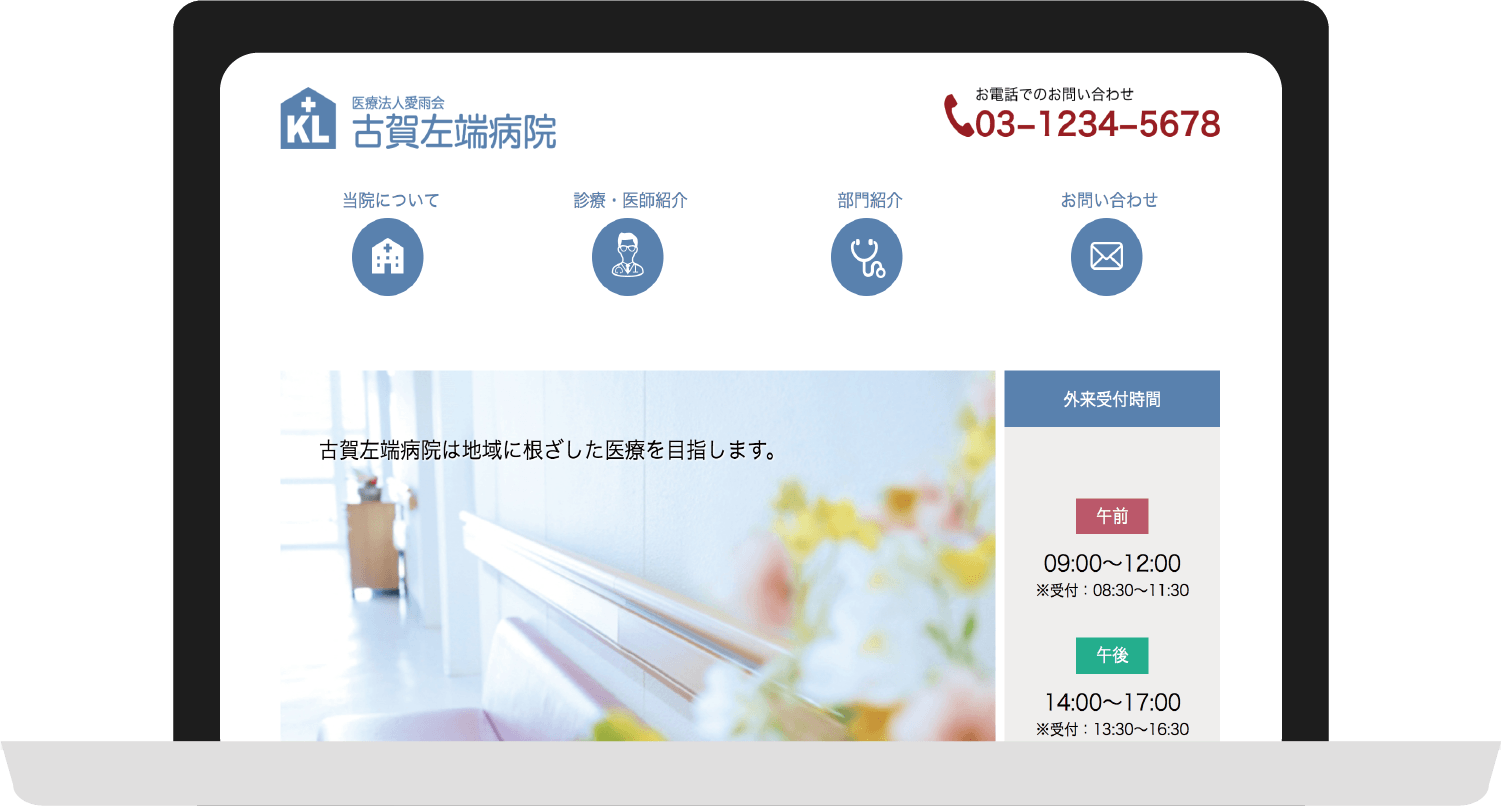 KL
医療法人愛雨会
古賀左端病院
お電話でのお問い合わせ
03-1234-5678
当院について
診療・医師紹介
部門紹介
お問い合わせ
古賀左端病院は地域に根ざした医療を目指します。
外来受付時間
午前
09:00〜12:00
※受付：08:30〜11:30
午後
14:00〜17:00
※受付：13:30〜16:30